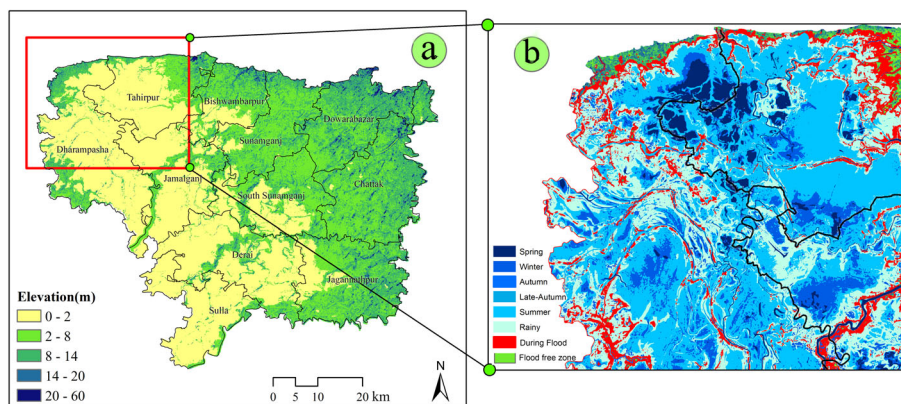 a
Tahirpur
Bishwambarpur
Dowarabazar
Sunamganj
Dharampasha
Jamalganj
Chatak
South Sunamganj
Derai
Jagannathpur
Sulla
Elevation(m)
0 - 2
2 - 8
8 - 14
14 - 20
20 - 60
0 5 10 20 km
N
b
Spring
Winter
Autumn
Late-Autumn
Summer
Rainy
During Flood
Flood free zone